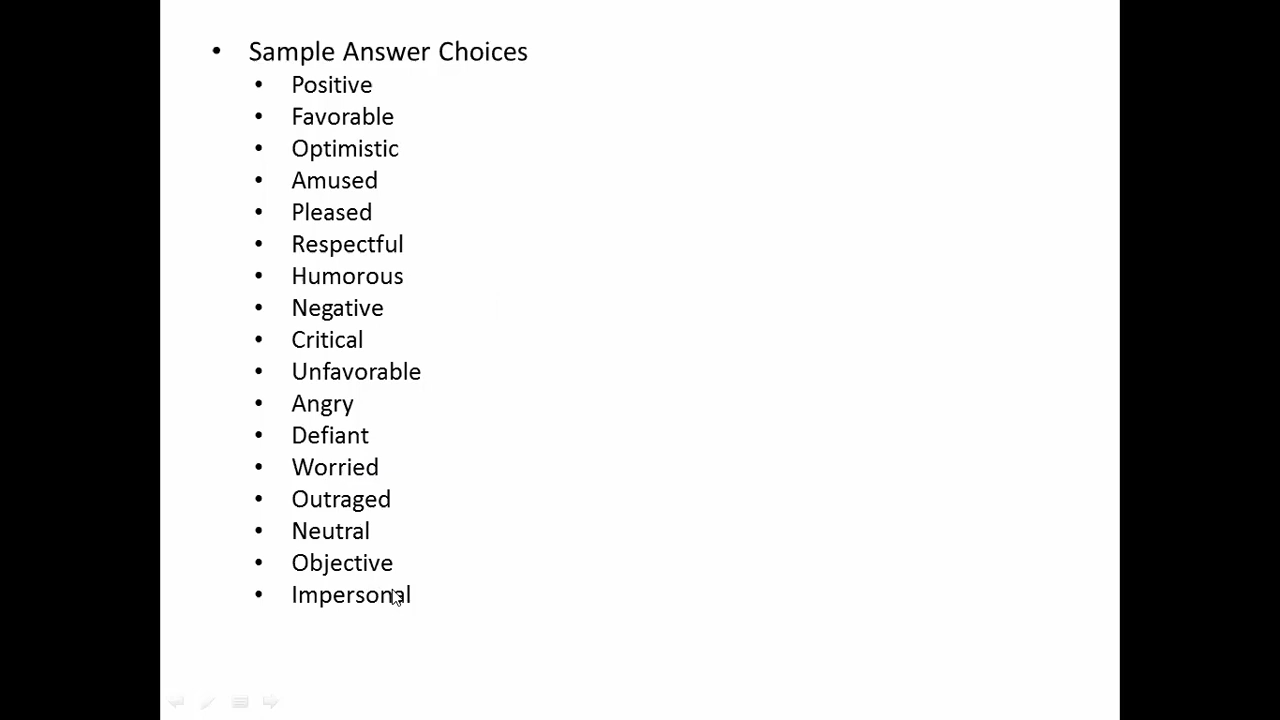 • Sample Answer Choices
• Positive
• Favorable
• Optimistic
• Amused
• Pleased
• Respectful
• Humorous
• Negative
• Critical
• Unfavorable
• Angry
• Defiant
• Worried
• Outraged
• Neutral
• Objective
• Impersonal